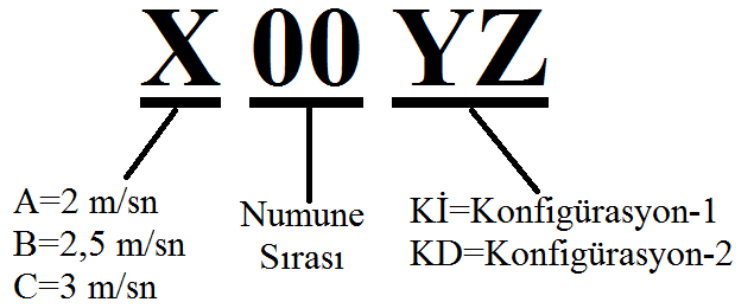 X 00 YZ
A=2 m/sn
B=2,5 m/sn
C=3 m/sn
Numune
Sırası
Kİ=Konfigürasyon-1
KD=Konfigürasyon-2